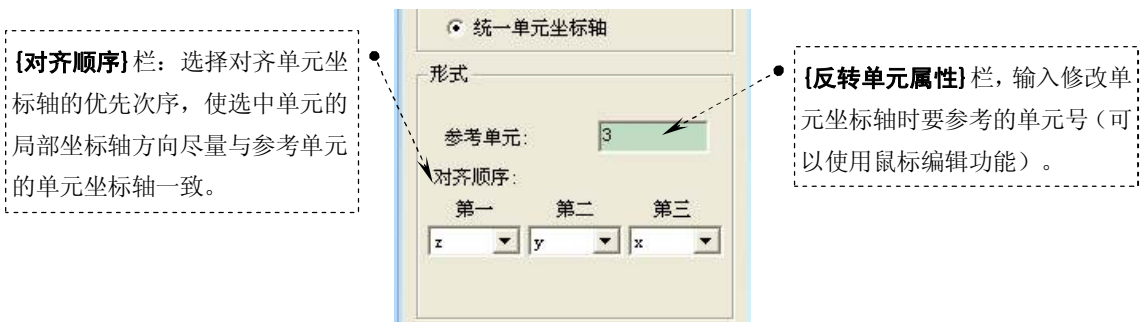 {对齐顺序}栏：选择对齐单元坐
标轴的优先次序，使选中单元的
局部坐标轴方向尽量与参考单元
的单元坐标轴一致。
统一单元坐标轴
形式
参考单元: 3
对齐顺序:
第一 第二 第三
z y x
{反转单元属性}栏，输入修改单
元坐标轴时要参考的单元号（可
以使用鼠标编辑功能）。